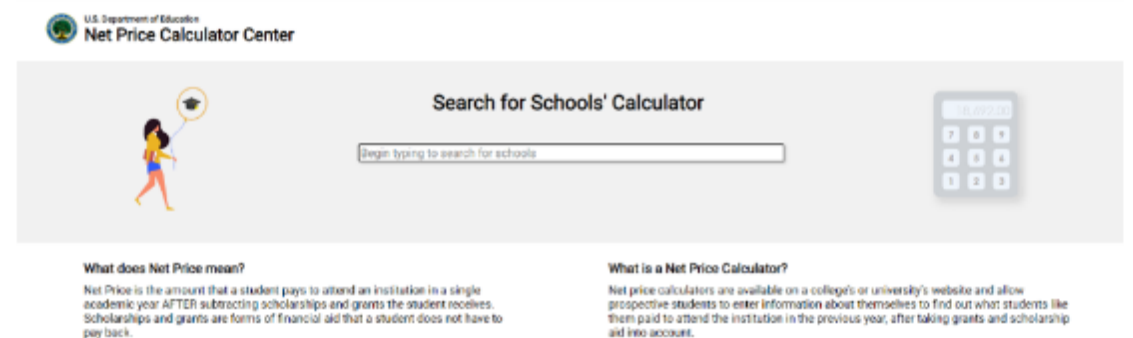 U.S. Department of Education
Net Price Calculator Center
Search for Schools' Calculator
Begin typing to search for schools
7 8 9
4 5 6
1 2 3
What does Net Price mean?
Net Price is the amount that a student pays to attend an institution in a single
academic year AFTER subtracting scholarships and grants the student receives.
Scholarships and grants are forms of financial aid that a student does not have to
pay back.
What is a Net Price Calculator?
Net price calculators are available on a college's or university's website and allow
prospective students to enter information about themselves to find out what students like
them paid to attend the institution in the previous year, after taking grants and scholarship
aid into account.